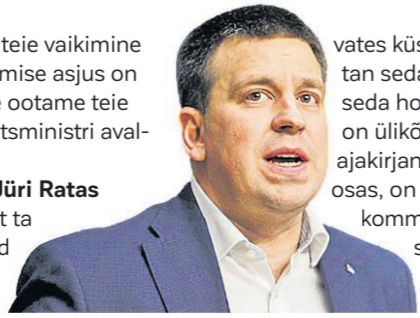 teie vaikimine
mise asjus on
ootame teie
tsministri aval-
Jüri Ratas
t ta
d
vates küs
tan seda
seda ho
on ülikõ
ajakirjan
osas, on
komm
s